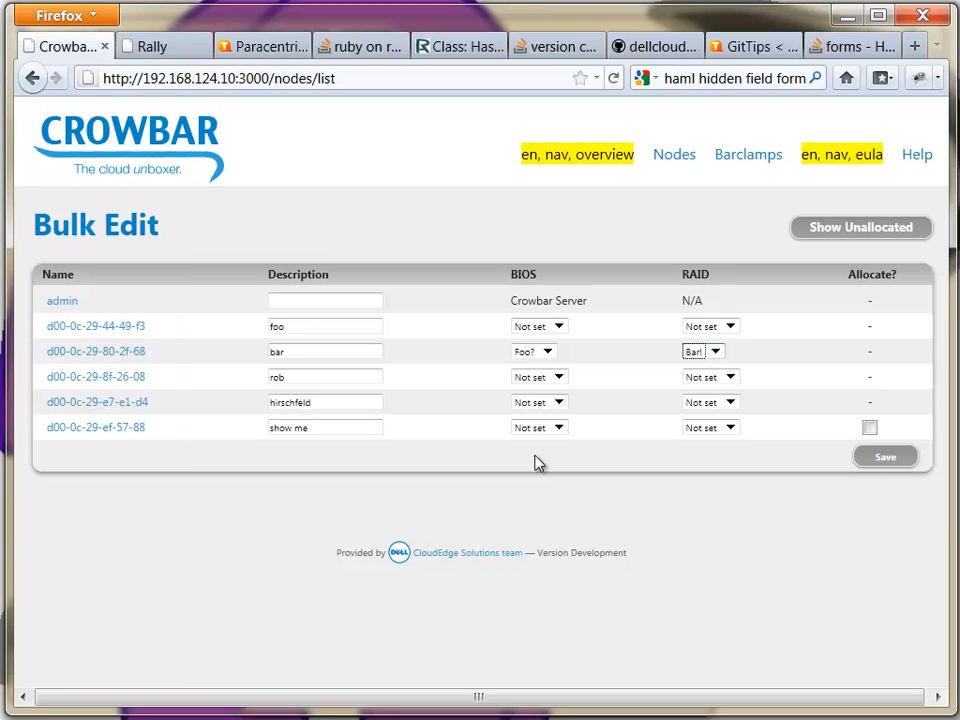 Firefox
Crowba...
Rally
Paracentri...
ruby on r...
Class: Has...
version c...
dellcloud...
GitTips < ...
forms - H...
http://192.168.124.10:3000/nodes/list
haml hidden field form
CROWBAR
The cloud unboxer.
en, nav, overview
Nodes
Barclamps
en, nav, eula
Help
Bulk Edit
Show Unallocated
Name Description BIOS RAID Allocate?
admin Crowbar Server N/A -
d00-0c-29-44-49-f3 foo Not set Not set -
d00-0c-29-80-2f-68 bar Foo? Bar! -
d00-0c-29-8f-26-08 rob Not set Not set -
d00-0c-29-e7-e1-d4 hirschfeld Not set Not set -
d00-0c-29-ef-57-88 show me Not set Not set
Save
Provided by DELL CloudEdge Solutions team — Version Development